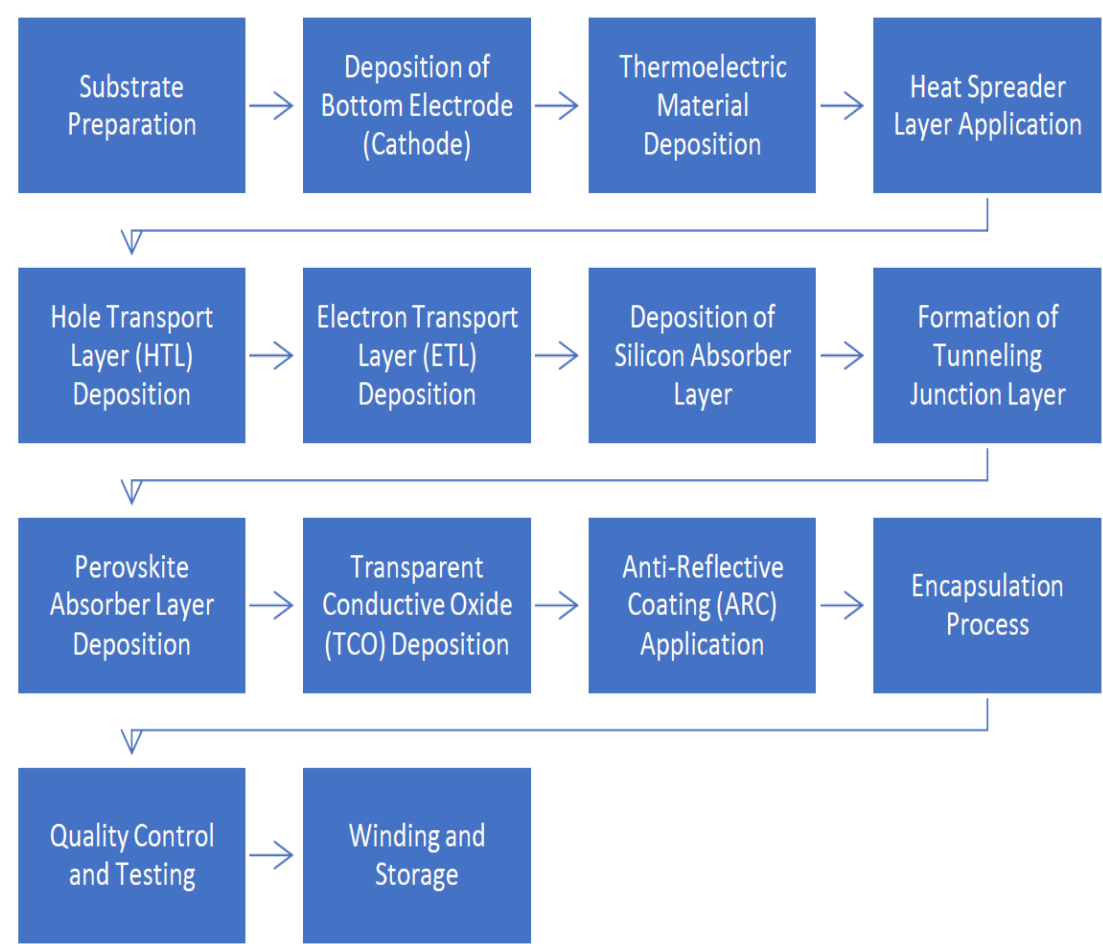 Substrate
Preparation
Deposition of
Bottom Electrode
(Cathode)
Thermoelectric
Material
Deposition
Heat Spreader
Layer Application
Hole Transport
Layer (HTL)
Deposition
Electron Transport
Layer (ETL)
Deposition
Deposition of
Silicon Absorber
Layer
Formation of
Tunneling
Junction Layer
Perovskite
Absorber Layer
Deposition
Transparent
Conductive Oxide
(TCO) Deposition
Anti-Reflective
Coating (ARC)
Application
Encapsulation
Process
Quality Control
and Testing
Winding and
Storage